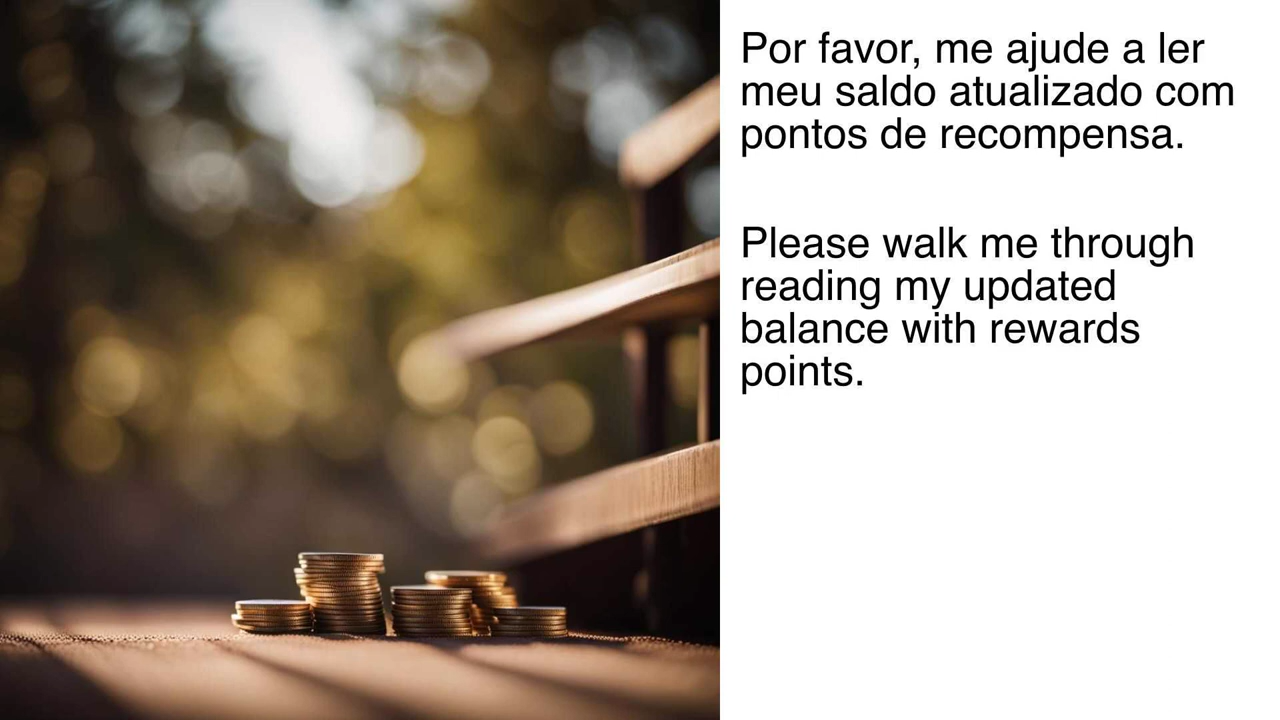 Por favor, me ajude a ler
meu saldo atualizado com
pontos de recompensa.
Please walk me through
reading my updated
balance with rewards
points.